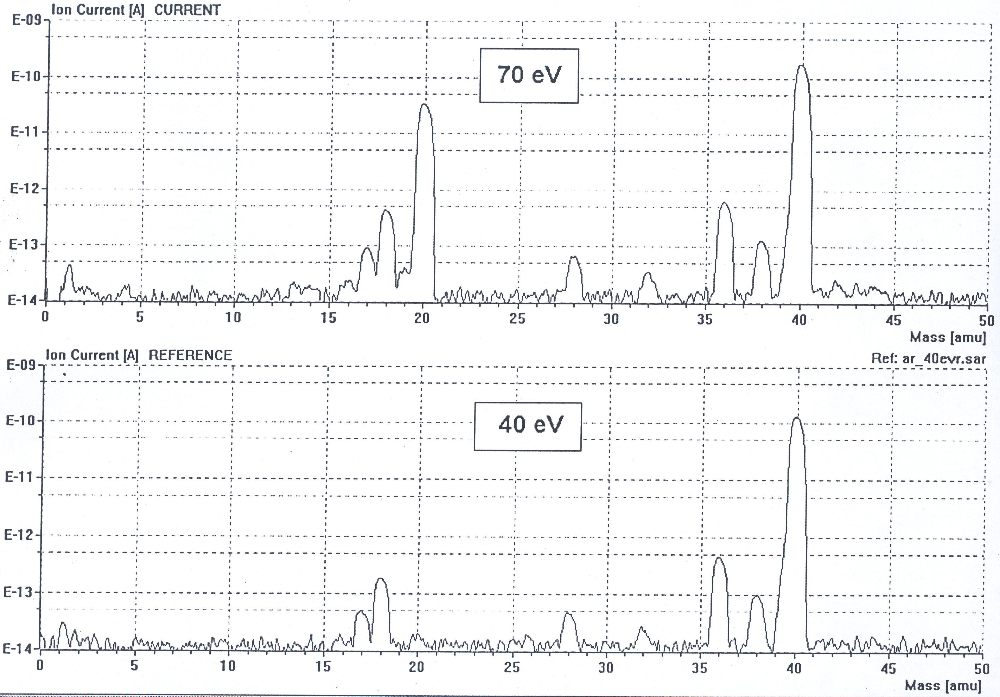 Ion Current [A] CURRENT
E-09
E-10
E-11
E-12
E-13
E-14
70 eV
0 5 10 15 20 25 30 35 40 45 50
Mass [amu]
Ion Current [A] REFERENCE
Ref: ar_40evr.sar
E-09
E-10
E-11
E-12
E-13
E-14
40 eV
0 5 10 15 20 25 30 35 40 45 50
Mass [amu]